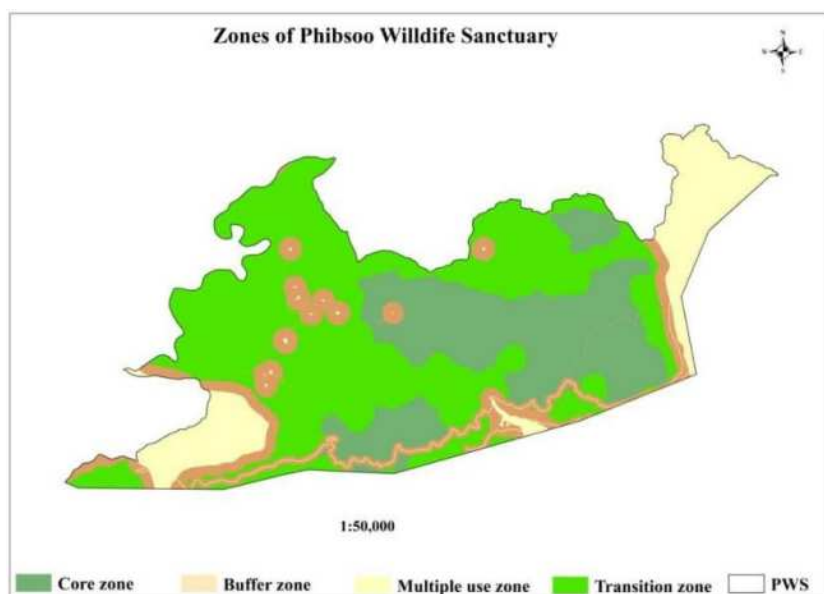 Zones of Phibsoo Willdife Sanctuary
N
W E
S
1:50,000
Core zone Buffer zone Multiple use zone Transition zone PWS